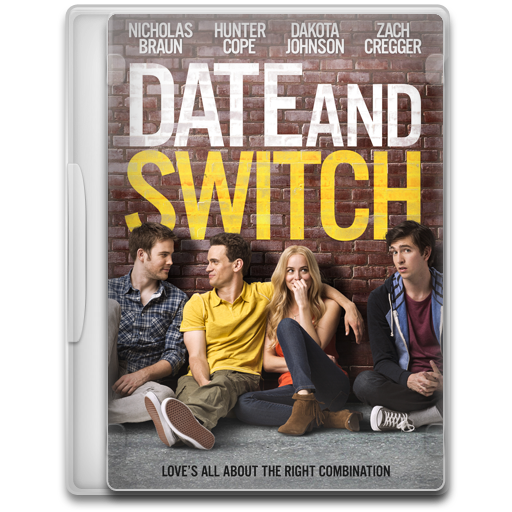 NICHOLAS BRAUN
HUNTER COPE
DAKOTA JOHNSON
ZACH CREGGER
DATE AND
SWITCH
LOVE'S ALL ABOUT THE RIGHT COMBINATION